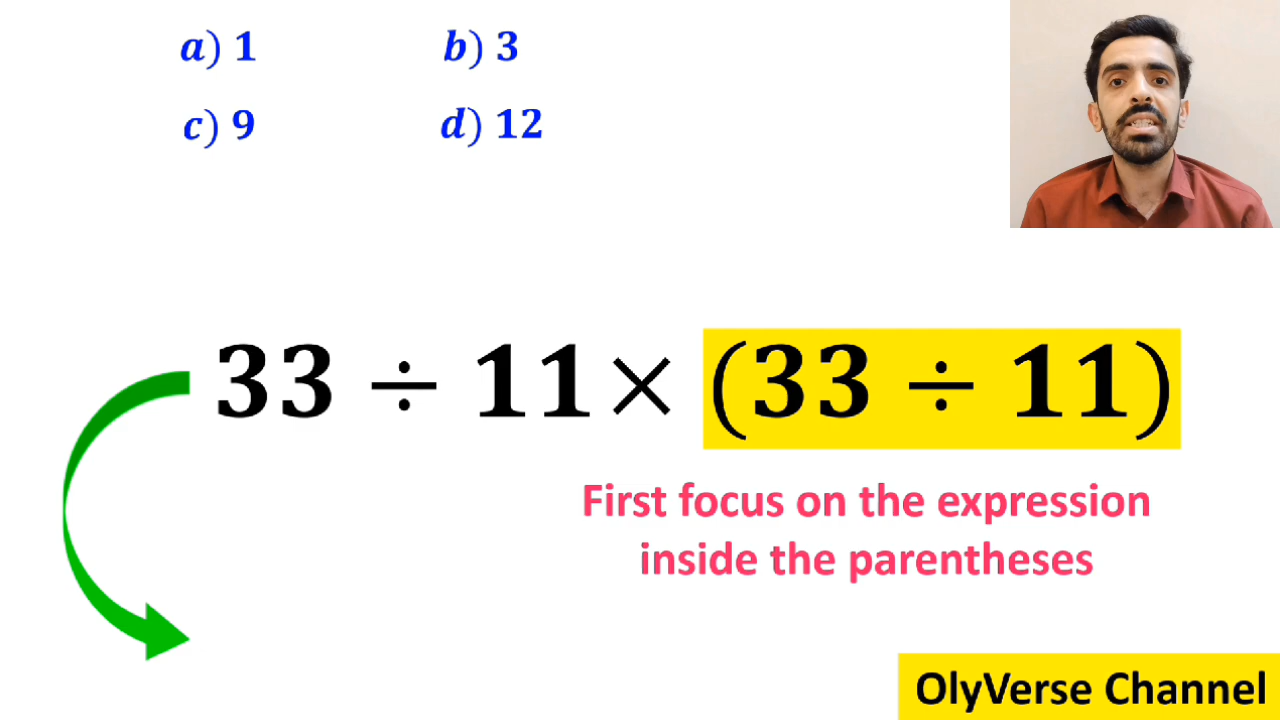 a) 1 b) 3
c) 9 d) 12
33 ÷ 11 × (33 ÷ 11)
First focus on the expression
inside the parentheses
OlyVerse Channel